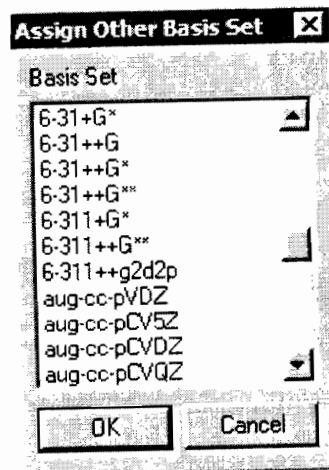 Assign Other Basis Set
Basis Set
6-31+G*
6-31++G
6-31++G*
6-31++G**
6-311+G*
6-311++G**
6-311++g2d2p
aug-cc-pVDZ
aug-cc-pCV5Z
aug-cc-pCVDZ
aug-cc-pCVQZ
OK Cancel